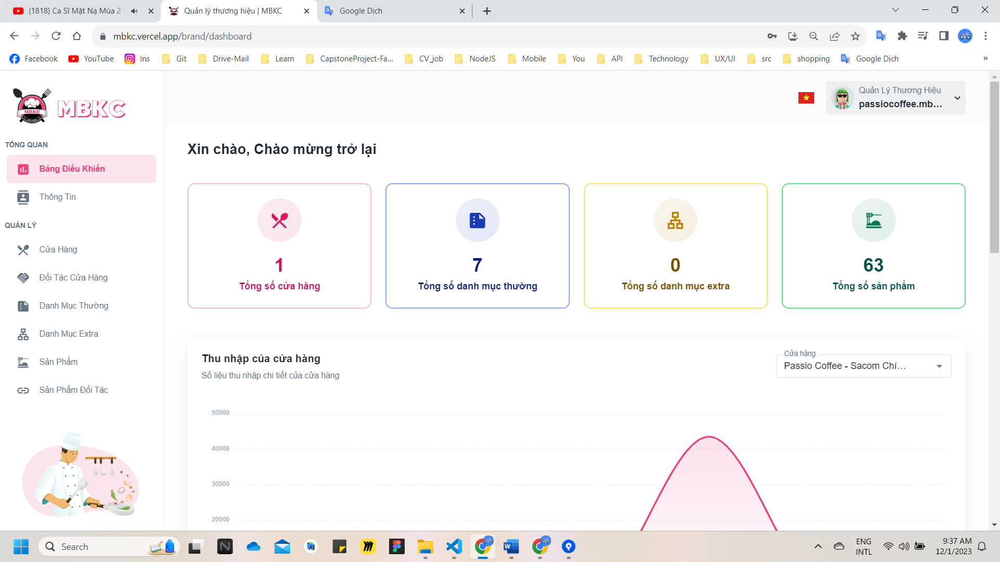 (1818) Ca Sĩ Mặt Nạ Mùa 2
Quản lý thương hiệu | MBKC
Google Dịch
mbkc.vercel.app/brand/dashboard
Facebook
YouTube
Ins
Git
Drive-Mail
Learn
CapstoneProject-Fa...
CV_job
NodeJS
Mobile
You
API
Technology
UX/UI
src
shopping
Google Dịch
»
MBKC
MBKC
Quản Lý Thương Hiệu
passiocoffee.mb...
TỔNG QUAN
Bảng Điều Khiển
Thông Tin
QUẢN LÝ
Cửa Hàng
Đối Tác Cửa Hàng
Danh Mục Thường
Danh Mục Extra
Sản Phẩm
Sản Phẩm Đối Tác
Xin chào, Chào mừng trở lại
1
Tổng số cửa hàng
7
Tổng số danh mục thường
0
Tổng số danh mục extra
63
Tổng số sản phẩm
Thu nhập của cửa hàng
Số liệu thu nhập chi tiết của cửa hàng
Cửa hàng
Passio Coffee - Sacom Chí...
50000
40000
30000
20000
Search
ENG
INTL
9:37 AM
12/1/2023